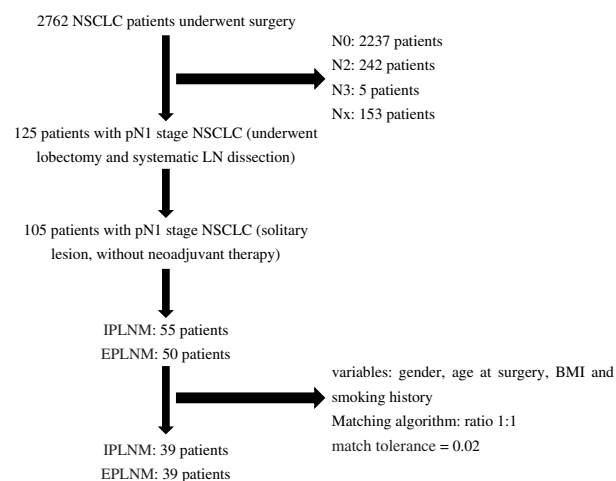 2762 NSCLC patients underwent surgery
N0: 2237 patients
N2: 242 patients
N3: 5 patients
Nx: 153 patients
125 patients with pN1 stage NSCLC (underwent
lobectomy and systematic LN dissection)
105 patients with pN1 stage NSCLC (solitary
lesion, without neoadjuvant therapy)
IPLNM: 55 patients
EPLNM: 50 patients
variables: gender, age at surgery, BMI and
smoking history
Matching algorithm: ratio 1:1
match tolerance = 0.02
IPLNM: 39 patients
EPLNM: 39 patients